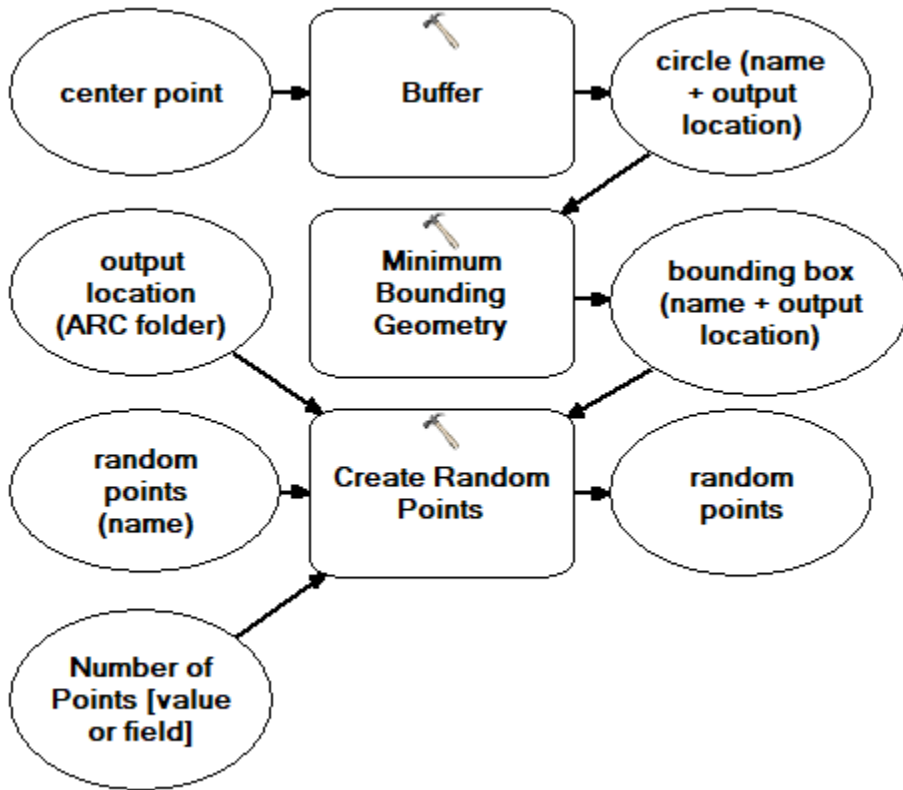 center point
Buffer
circle (name
+ output
location)
output
location
(ARC folder)
Minimum
Bounding
Geometry
bounding box
(name + output
location)
random
points
(name)
Create Random
Points
random
points
Number of
Points [value
or field]